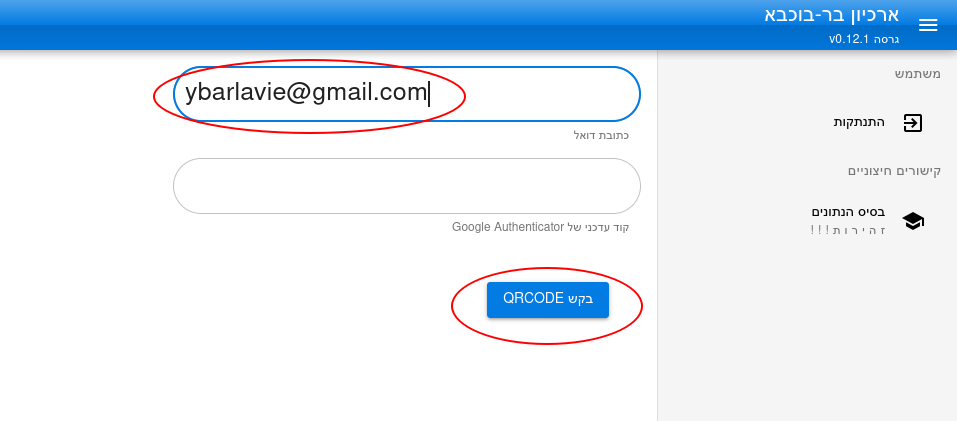 ארכיון בר-בוכבא
גרסה v0.12.1
משתמש
התנתקות
קישורים חיצוניים
בסיס הנתונים
זהירות!!!
ybarlavie@gmail.com
כתובת דואל
קוד עדכני של Google Authenticator
בקש QRCODE